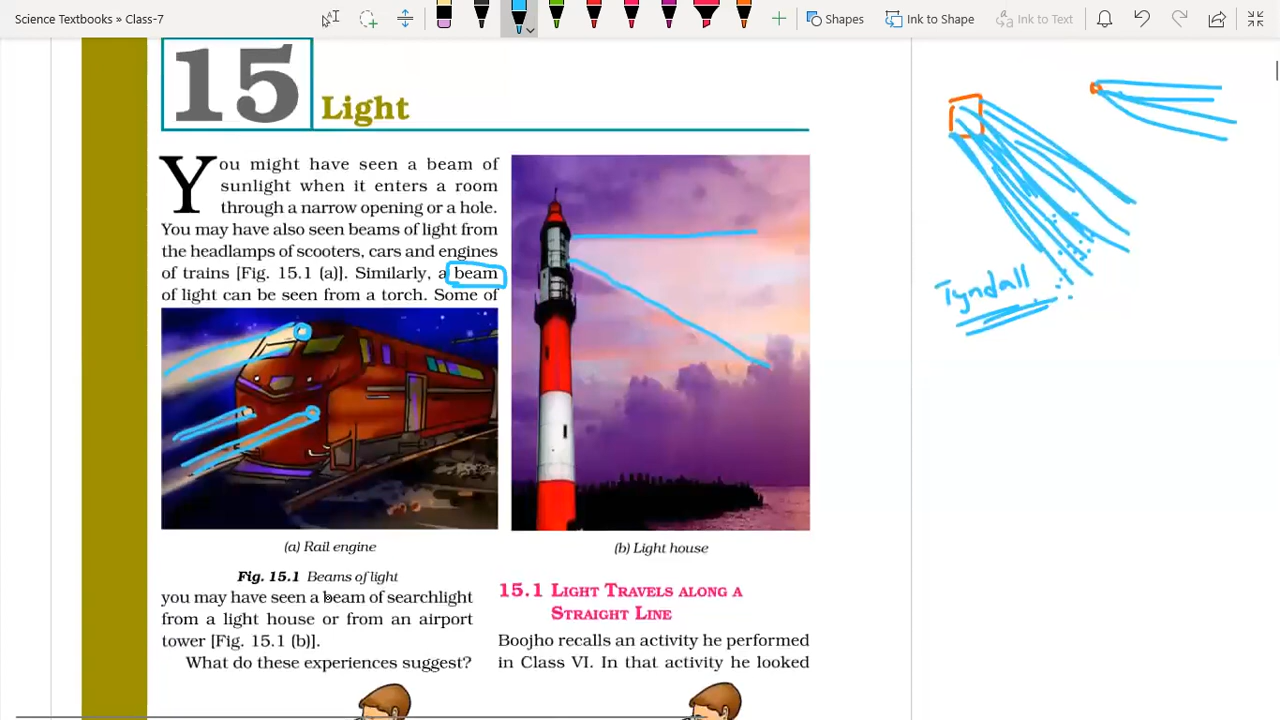 Science Textbooks » Class-7
Shapes
Ink to Shape
Ink to Text
15
Light
You might have seen a beam of
sunlight when it enters a room
through a narrow opening or a hole.
You may have also seen beams of light from
the headlamps of scooters, cars and engines
of trains [Fig. 15.1 (a)]. Similarly, a beam
of light can be seen from a torch. Some of
(a) Rail engine
(b) Light house
Fig. 15.1 Beams of light
you may have seen a beam of searchlight
from a light house or from an airport
tower [Fig. 15.1 (b)].
What do these experiences suggest?
15.1 LIGHT TRAVELS ALONG A
STRAIGHT LINE
Boojho recalls an activity he performed
in Class VI. In that activity he looked
Tyndall